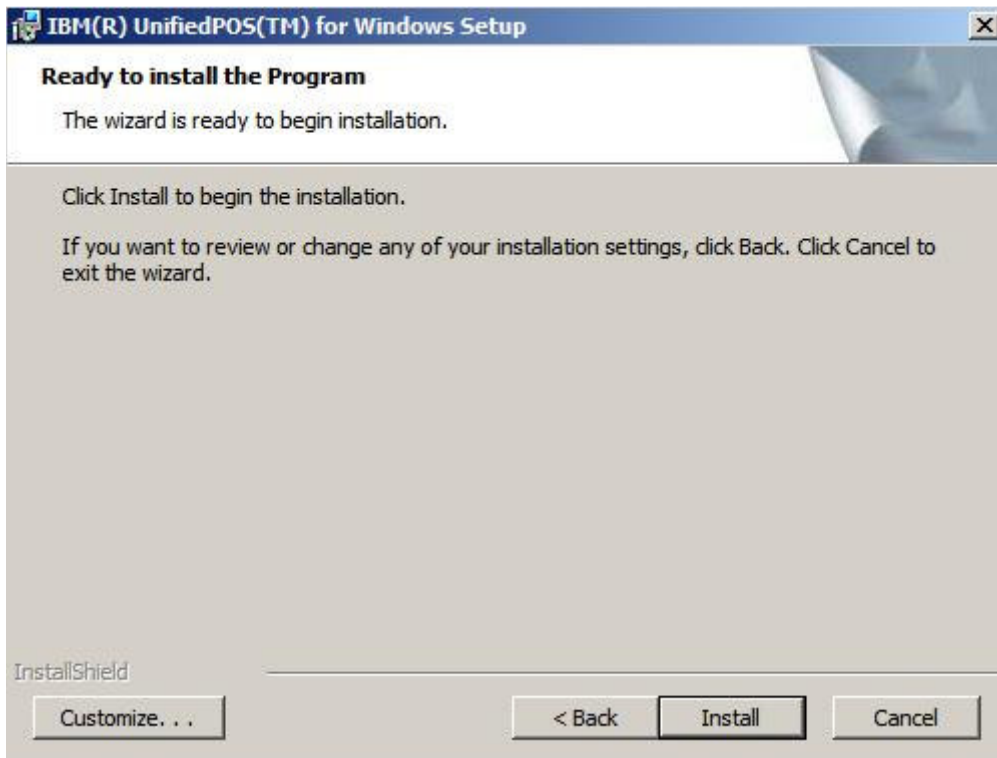 IBM(R) UnifiedPOS(TM) for Windows Setup
Ready to install the Program
The wizard is ready to begin installation.
Click Install to begin the installation.
If you want to review or change any of your installation settings, click Back. Click Cancel to
exit the wizard.
InstallShield
Customize. . .
< Back
Install
Cancel